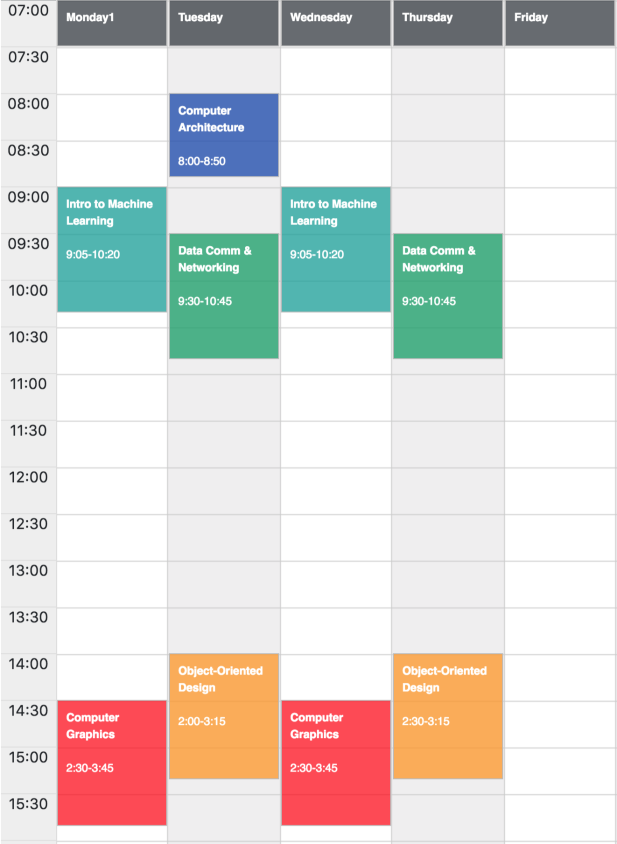 07:00 Monday1 Tuesday Wednesday Thursday Friday
07:30
08:00
Computer
Architecture
08:30
8:00-8:50
09:00
Intro to Machine Intro to Machine
Learning Learning
09:30
9:05-10:20 Data Comm & 9:05-10:20 Data Comm &
Networking Networking
10:00
9:30-10:45 9:30-10:45
10:30
11:00
11:30
12:00
12:30
13:00
13:30
14:00
Object-Oriented Object-Oriented
Design Design
14:30
Computer 2:00-3:15 Computer 2:30-3:15
Graphics Graphics
15:00
2:30-3:45 2:30-3:45
15:30